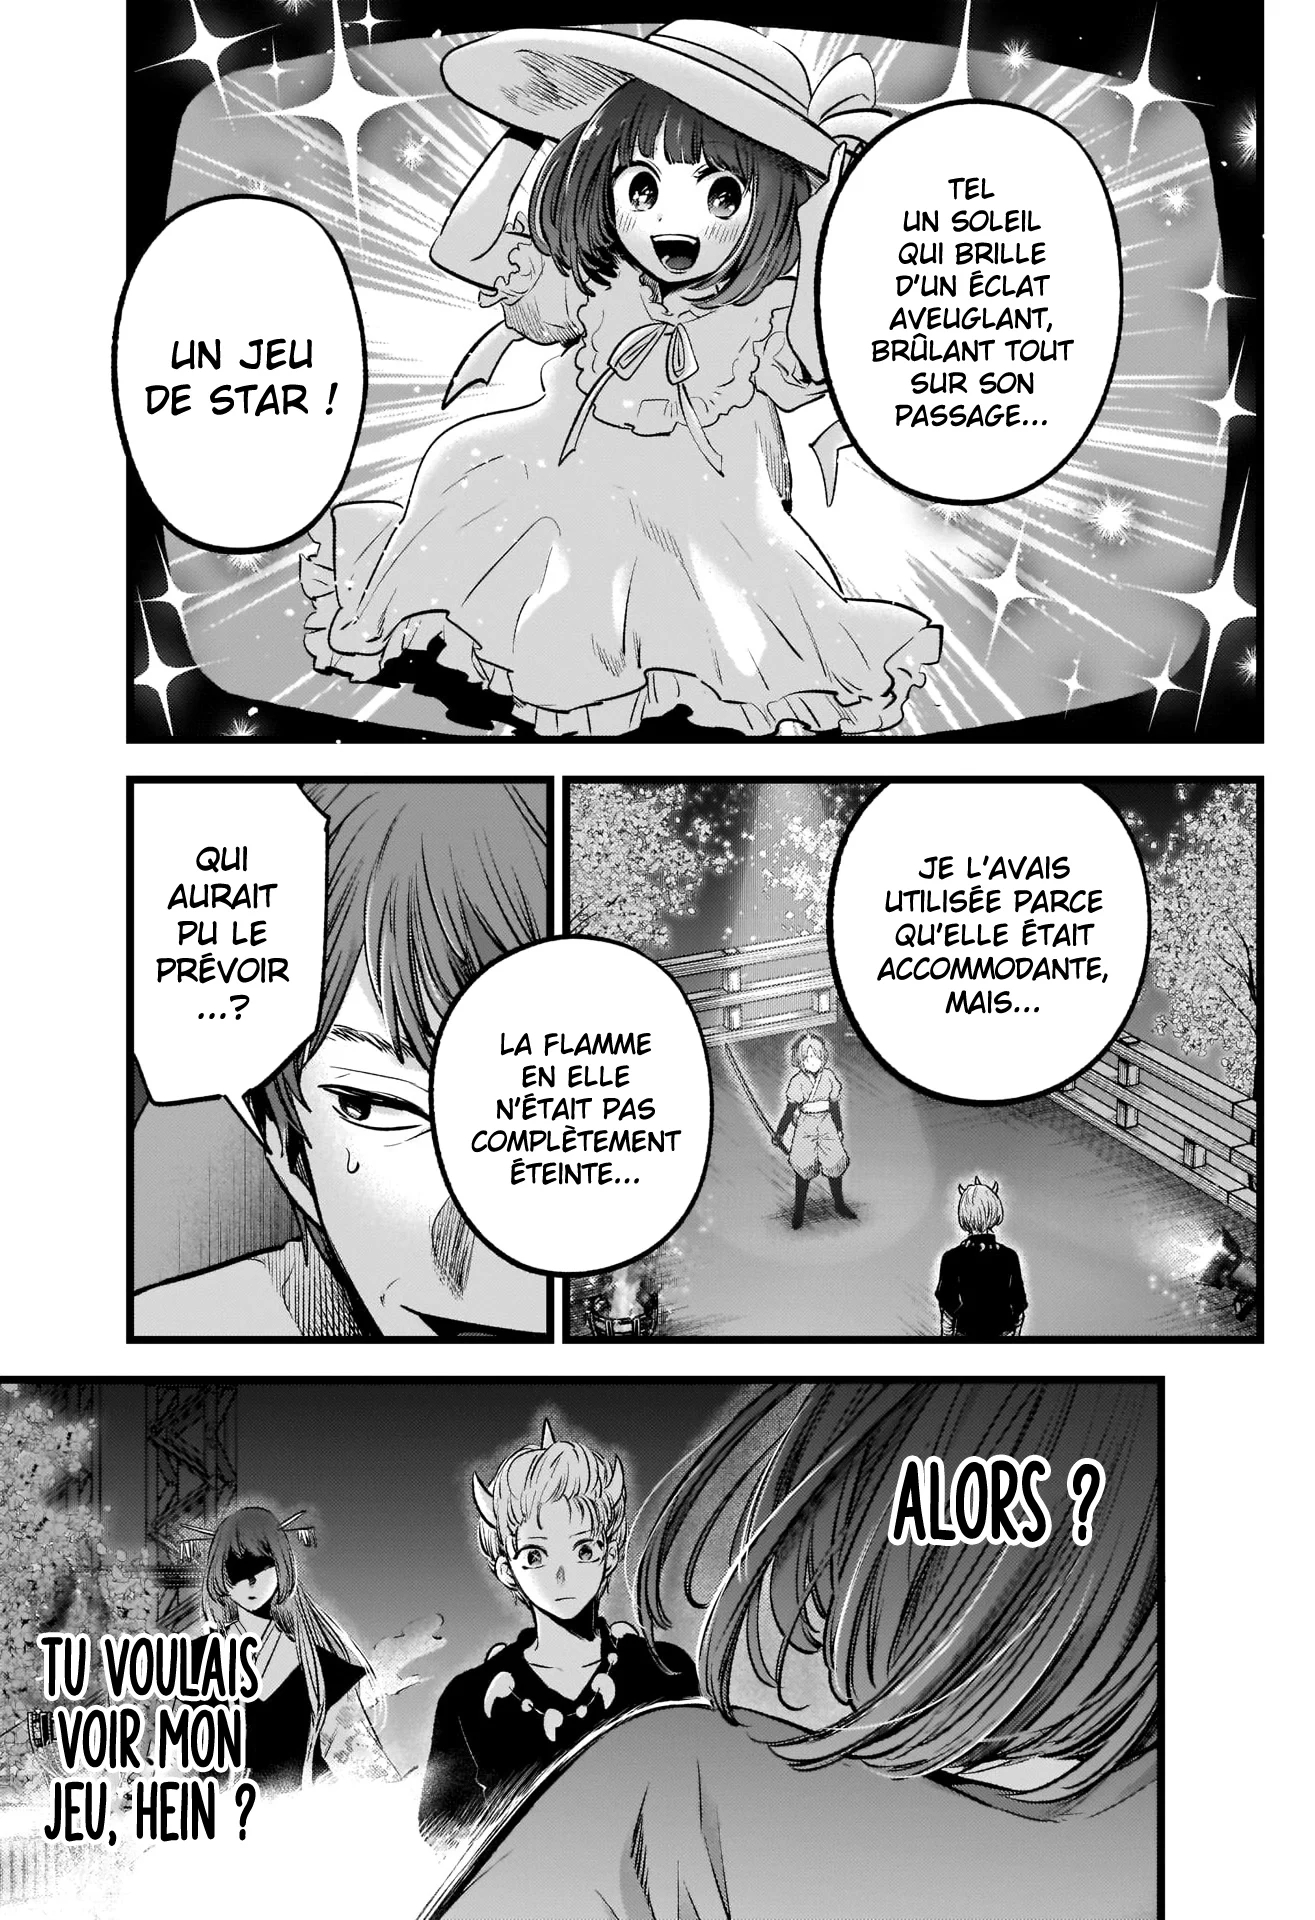 TEL
UN SOLEIL
QUI BRILLE
D'UN ÉCLAT
AVEUGLANT,
BRÛLANT TOUT
SUR SON
PASSAGE...
UN JEU
DE STAR !
JE L'AVAIS
UTILISÉE PARCE
QU'ELLE ÉTAIT
ACCOMMODANTE,
MAIS...
LA FLAMME
EN ELLE
N'ÉTAIT PAS
COMPLÈTEMENT
ÉTEINTE...
QUI
AURAIT
PU LE
PRÉVOIR
...?
ALORS ?
TU VOULAIS
VOIR MON
JEU, HEIN ?